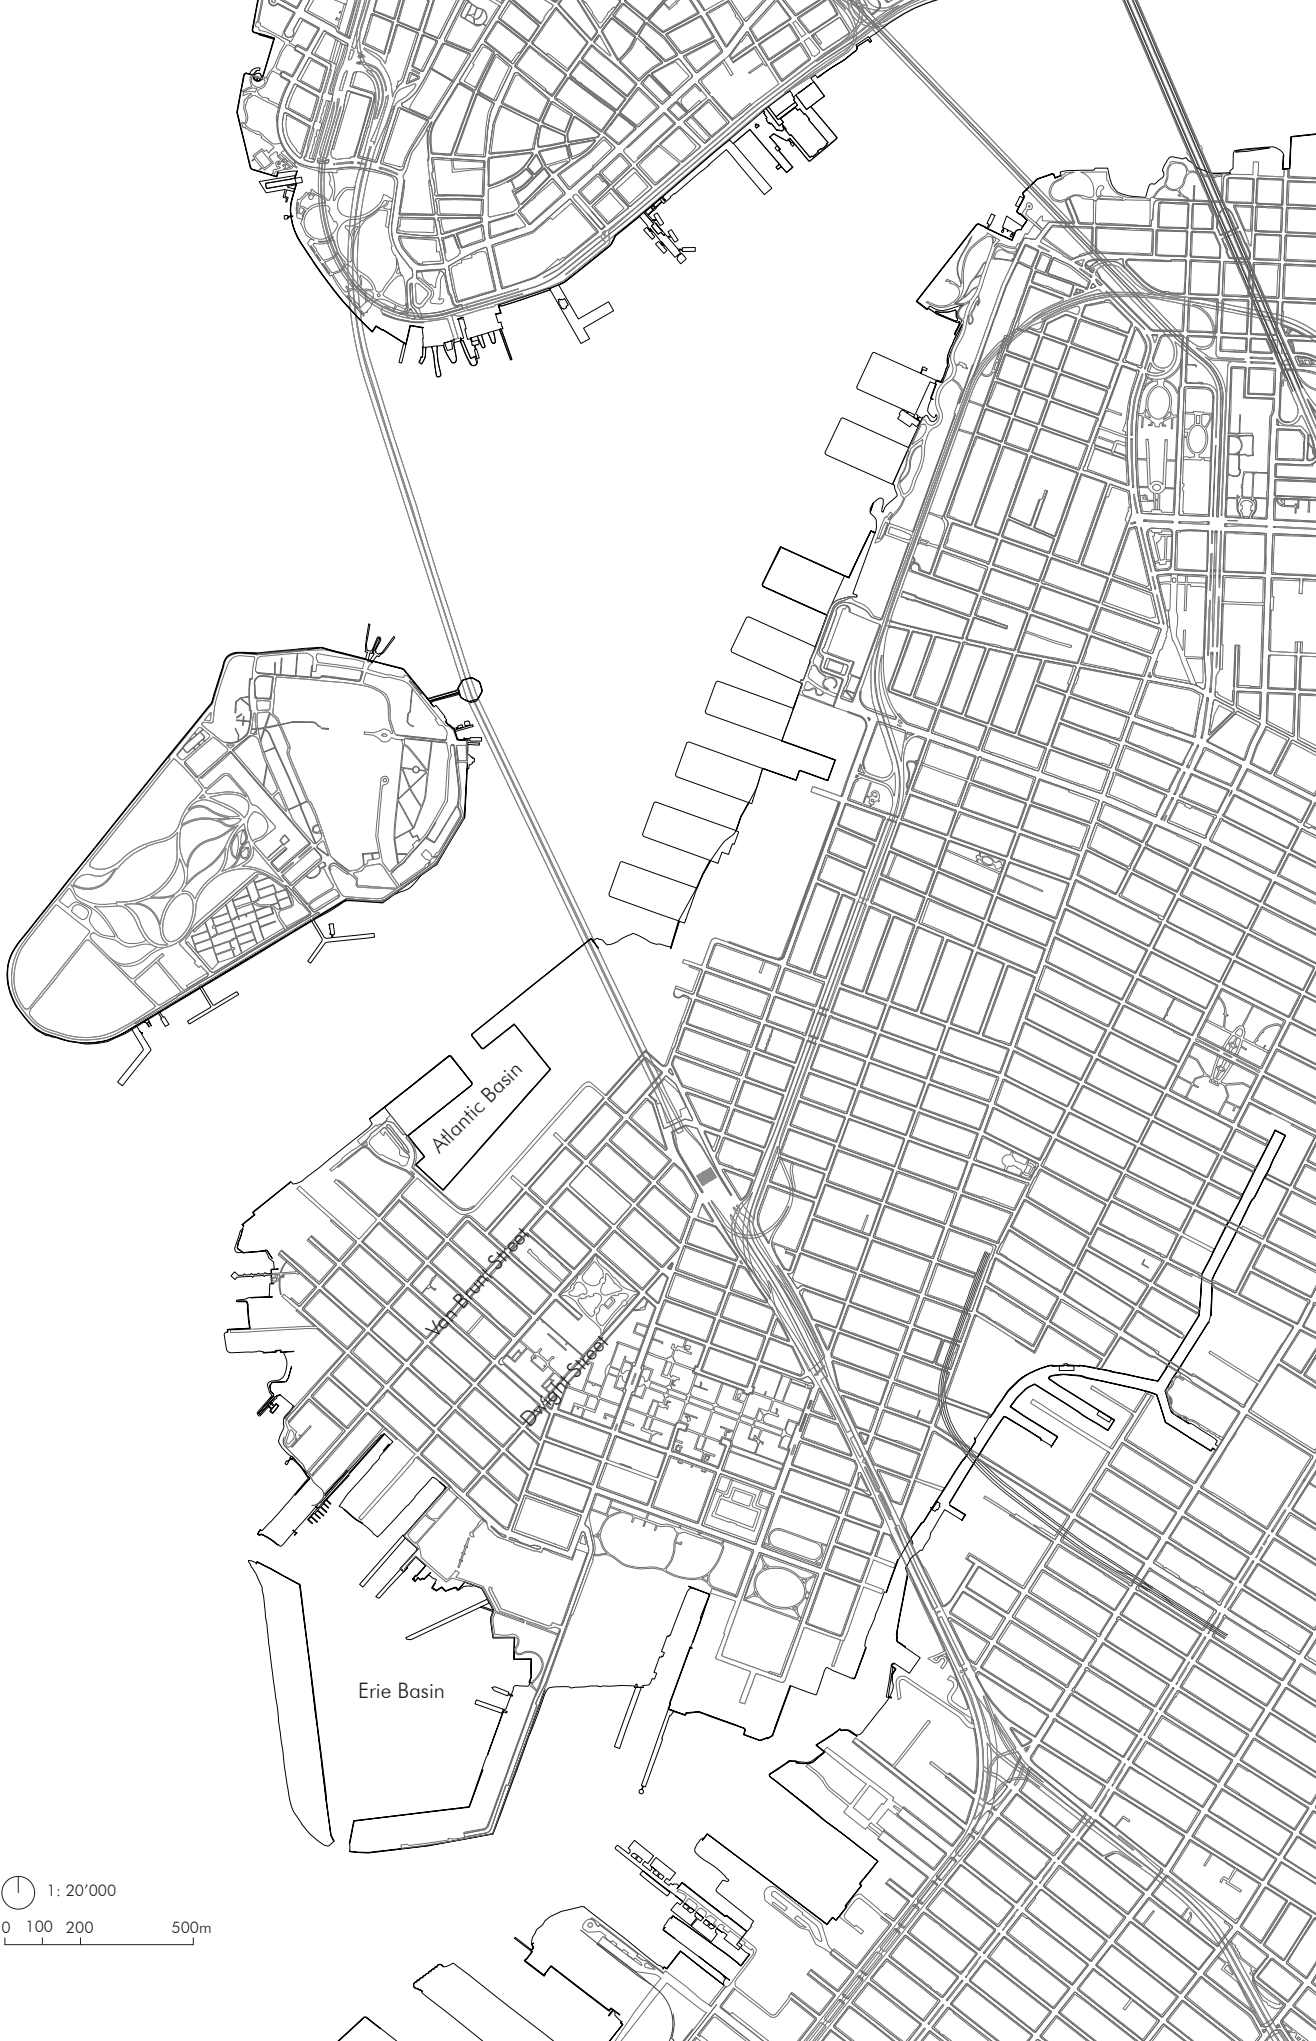 Atlantic Basin
Van Brunt Street
Dwight Street
Erie Basin
1: 20’000
0 100 200 500m